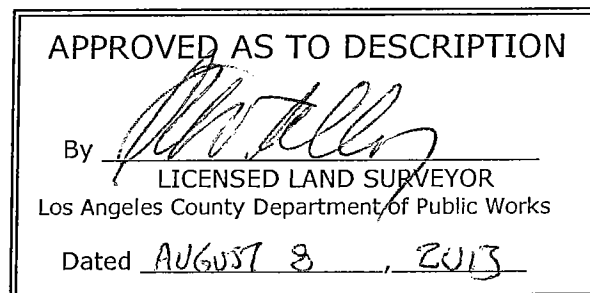 APPROVED AS TO DESCRIPTION
By
LICENSED LAND SURVEYOR
Los Angeles County Department of Public Works
Dated AUGUST 8, 2013